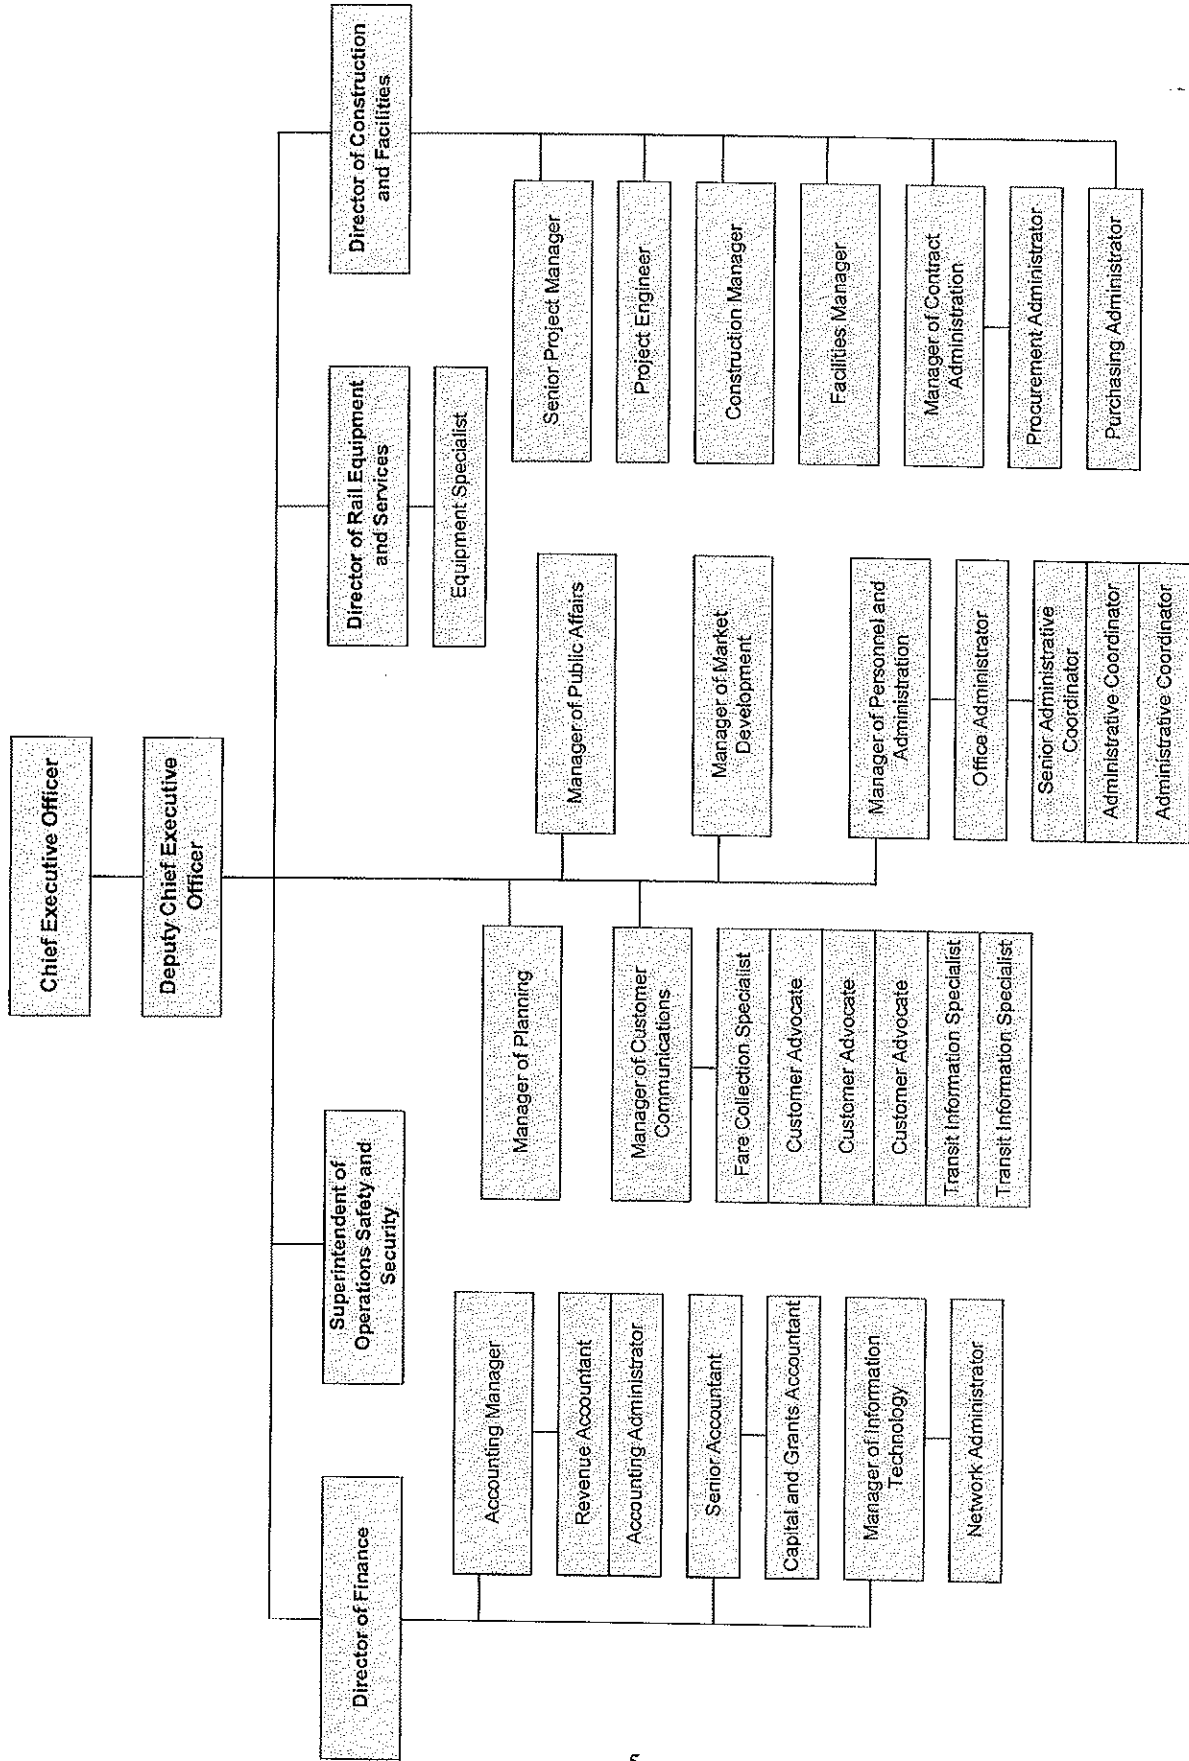 Chief Executive Officer
Deputy Chief Executive
Officer
Director of Finance
Superintendent of
Operations Safety and
Security
Director of Rail Equipment
and Services
Director of Construction
and Facilities
Accounting Manager
Revenue Accountant
Accounting Administrator
Senior Accountant
Capital and Grants Accountant
Manager of Information
Technology
Network Administrator
Manager of Planning
Manager of Customer
Communications
Fare Collection Specialist
Customer Advocate
Customer Advocate
Customer Advocate
Transit Information Specialist
Transit Information Specialist
Manager of Public Affairs
Manager of Market
Development
Manager of Personnel and
Administration
Office Administrator
Senior Administrative
Coordinator
Administrative Coordinator
Administrative Coordinator
Equipment Specialist
Senior Project Manager
Project Engineer
Construction Manager
Facilities Manager
Manager of Contract
Administration
Procurement Administrator
Purchasing Administrator
5